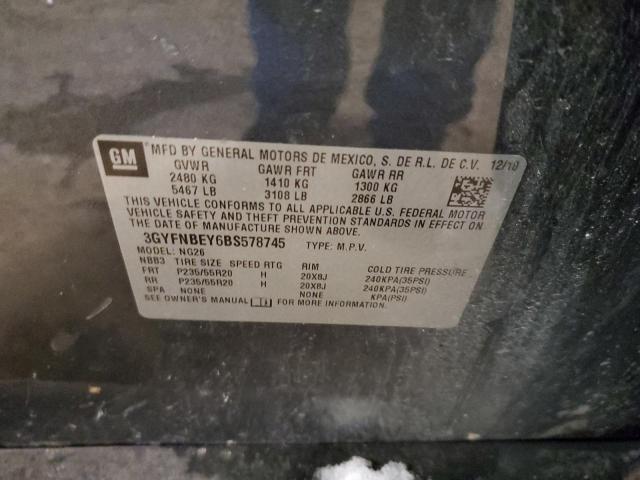 GM MFD BY GENERAL MOTORS DE MEXICO, S. DE R.L. DE C.V. 12/10
GVWR GAWR FRT GAWR RR
2480 KG 1410 KG 1300 KG
5467 LB 3108 LB 2866 LB
THIS VEHICLE CONFORMS TO ALL APPLICABLE U.S. FEDERAL MOTOR
VEHICLE SAFETY AND THEFT PREVENTION STANDARDS IN EFFECT ON
THE DATE OF MANUFACTURE SHOWN ABOVE.
3GYFNBEY6BS578745 TYPE: M.P.V.
MODEL: NG26
NBB3 TIRE SIZE SPEED RTG RIM COLD TIRE PRESSURE
FRT P235/55R20 H 20X8J 240KPA(35PSI)
RR P235/55R20 H 20X8J 240KPA(35PSI)
SPA NONE NONE KPA(PSI)
SEE OWNER'S MANUAL FOR MORE INFORMATION.